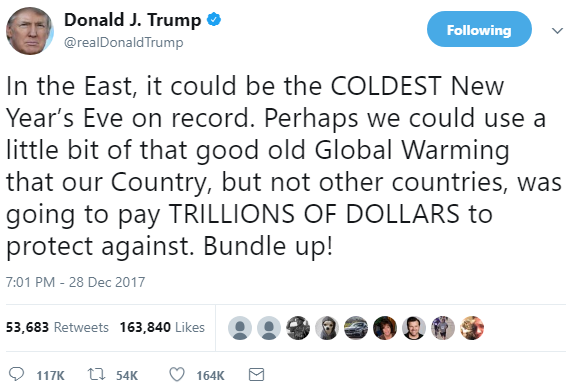 Donald J. Trump
Following
@realDonaldTrump
In the East, it could be the COLDEST New
Year’s Eve on record. Perhaps we could use a
little bit of that good old Global Warming
that our Country, but not other countries, was
going to pay TRILLIONS OF DOLLARS to
protect against. Bundle up!
7:01 PM - 28 Dec 2017
53,683 Retweets 163,840 Likes
117K 54K 164K